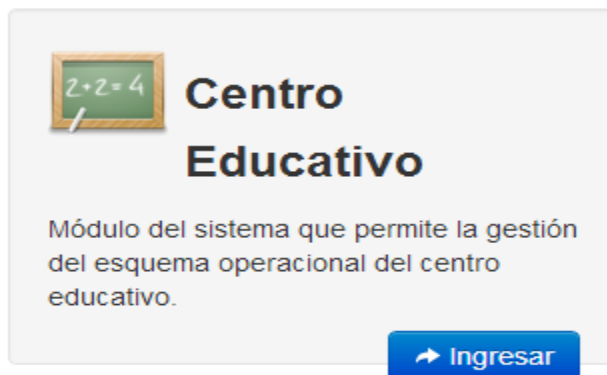 2+2=4
Centro
Educativo
Módulo del sistema que permite la gestión
del esquema operacional del centro
educativo.
Ingresar